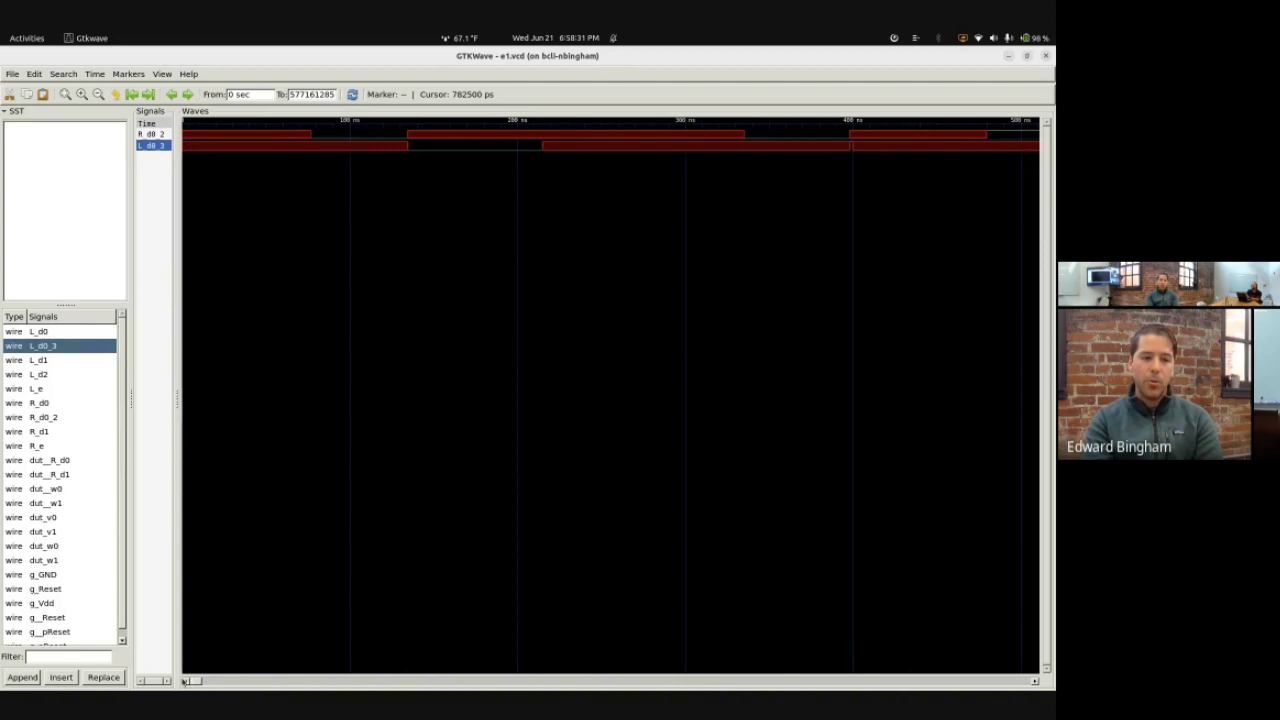 Activities Gtkwave 67.1 °F Wed Jun 21 6:58:31 PM 98 %
GTKWave - e1.vcd (on bcli-nbingham)
File Edit Search Time Markers View Help
From: 0 sec To: 577161285 Marker: -- | Cursor: 782500 ps
SST
Signals
Waves
Time
100 ns 200 ns 300 ns 400 ns 500 ns
R_d0_2
L_d0_3
Type Signals
wire L_d0
wire L_d0_3
wire L_d1
wire L_d2
wire L_e
wire R_d0
wire R_d0_2
wire R_d1
wire R_e
wire dut__R_d0
wire dut__R_d1
wire dut__w0
wire dut__w1
wire dut_v0
wire dut_v1
wire dut_w0
wire dut_w1
wire g_GND
wire g_Reset
wire g_Vdd
wire g__Reset
wire g__pReset
Filter:
Append Insert Replace
Edward Bingham